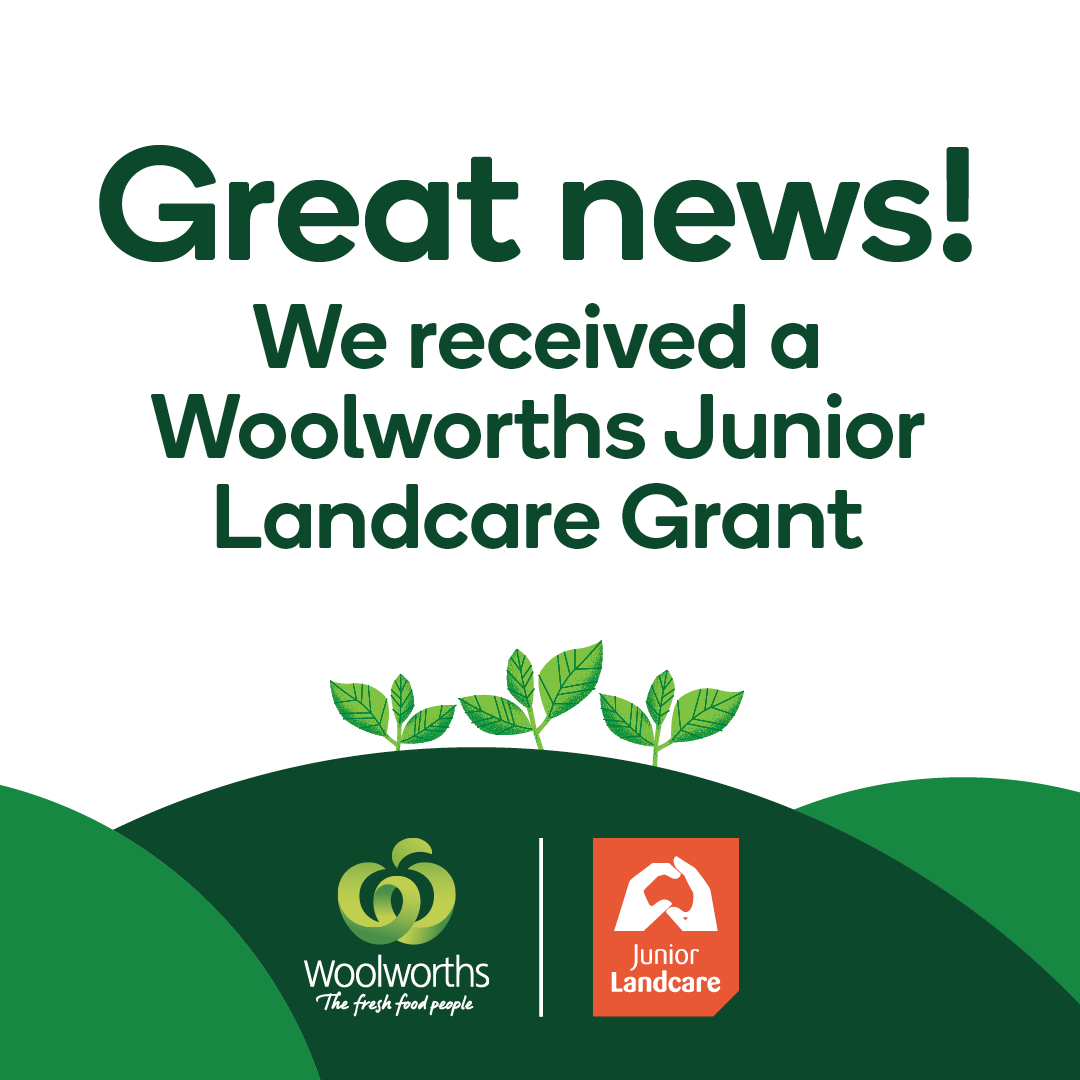 Great news!
We received a
Woolworths Junior
Landcare Grant
Woolworths
The fresh food people
Junior
Landcare